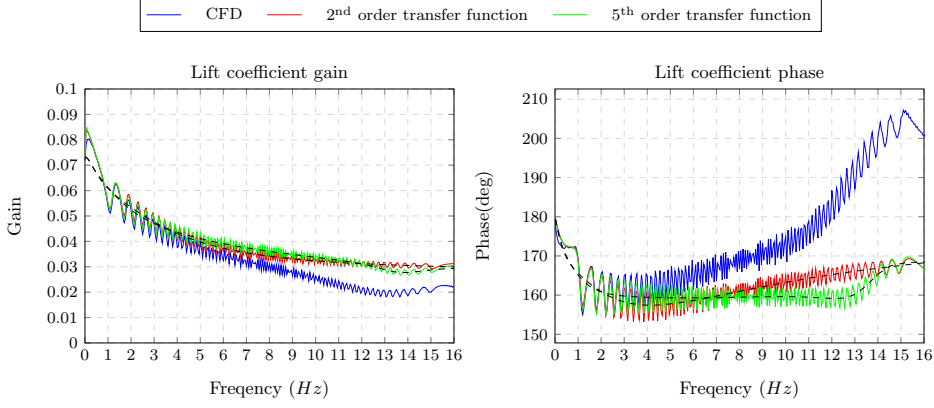 CFD 2nd order transfer function 5th order transfer function
Lift coefficient gain
0.1
0.09
0.08
0.07
0.06
0.05
0.04
0.03
0.02
0.01
0
Gain
0 1 2 3 4 5 6 7 8 9 10 11 12 13 14 15 16
Freqency (Hz)
Lift coefficient phase
210
200
190
180
170
160
150
Phase(deg)
0 1 2 3 4 5 6 7 8 9 10 11 12 13 14 15 16
Freqency (Hz)